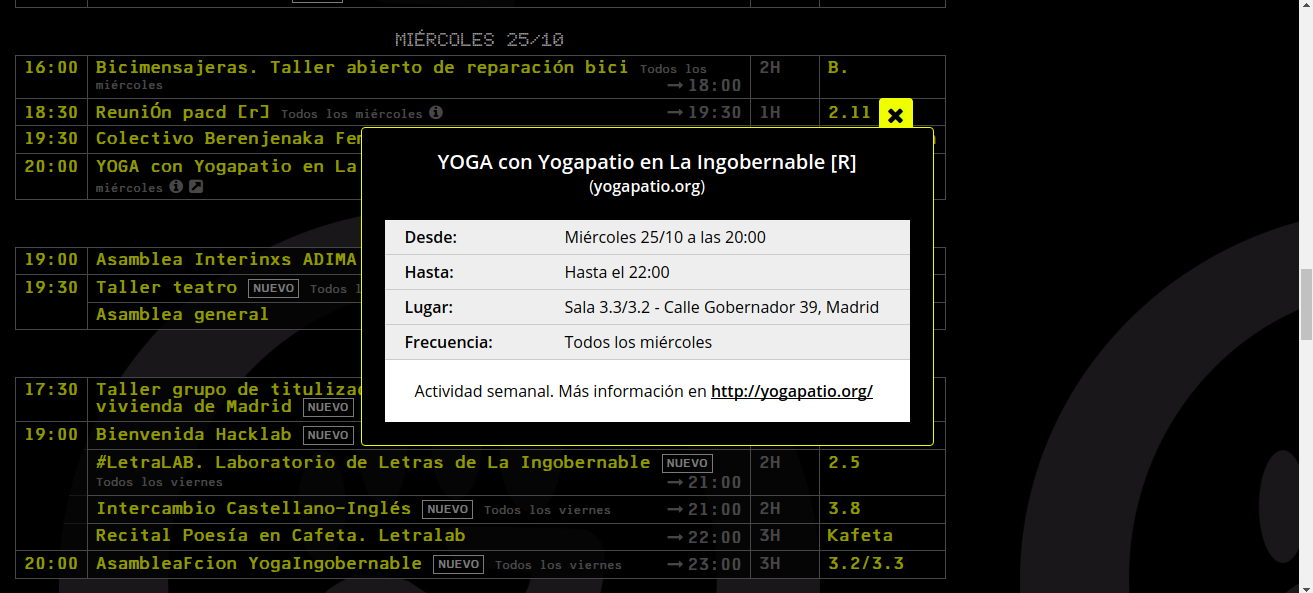 MIÉRCOLES 25/10
16:00 Bicimensajeras. Taller abierto de reparación bici Todos los 2H B.
miércoles → 18:00
18:30 ReuniÓn pacd [r] Todos los miércoles → 19:30 1H 2.11
19:30 Colectivo Berenjenaka
20:00 YOGA con Yogapatio en La
miércoles
YOGA con Yogapatio en La Ingobernable [R]
(yogapatio.org)
Desde: Miércoles 25/10 a las 20:00
Hasta: Hasta el 22:00
Lugar: Sala 3.3/3.2 - Calle Gobernador 39, Madrid
Frecuencia: Todos los miércoles
Actividad semanal. Más información en http://yogapatio.org/
19:00 Asamblea Interinxs ADIMA
19:30 Taller teatro NUEVO Todos
Asamblea general
17:30 Taller grupo de
vivienda de Madrid NUEVO
19:00 Bienvenida Hacklab NUEVO
#LetraLAB. Laboratorio de Letras de La Ingobernable NUEVO 2H 2.5
Todos los viernes → 21:00
Intercambio Castellano-Inglés NUEVO Todos los viernes → 21:00 2H 3.8
Recital Poesía en Cafeta. Letralab → 22:00 3H Kafeta
20:00 AsambleaFcion YogaIngobernable NUEVO Todos los viernes → 23:00 3H 3.2/3.3